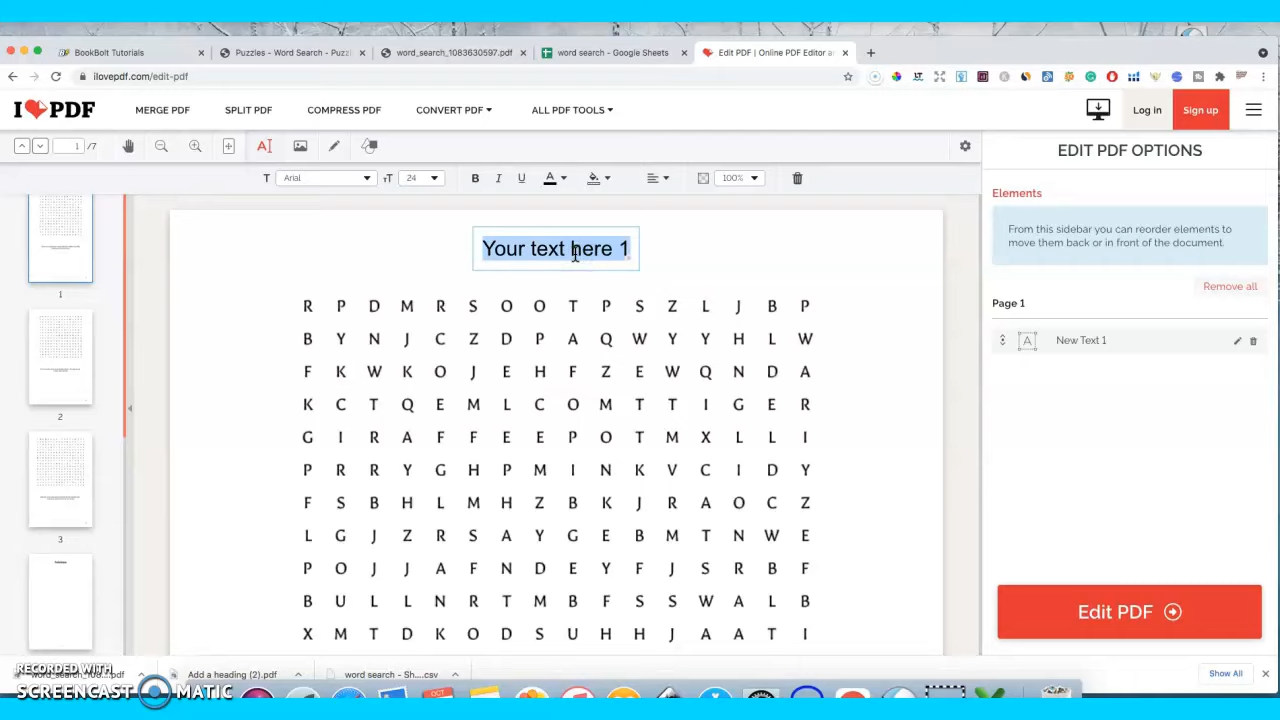 BookBolt Tutorials × Puzzles - Word Search - Puzzl × word_search_1083630597.pdf × word search - Google Sheets × Edit PDF | Online PDF Editor an × +
ilovepdf.com/edit-pdf
I PDF MERGE PDF SPLIT PDF COMPRESS PDF CONVERT PDF ALL PDF TOOLS Log in Sign up
1 /7
EDIT PDF OPTIONS
T Arial тT 24 B I U A 100%
Elements
From this sidebar you can reorder elements to
move them back or in front of the document.
Remove all
Page 1
A New Text 1
Your text here 1
R P D M R S O O T P S Z L J B P
B Y N J C Z D P A Q W Y Y H L W
F K W K O J E H F Z E W Q N D A
K C T Q E M L C O M T T I G E R
G I R A F F E E P O T M X L L I
P R R Y G H P M I N K V C I D Y
F S B H L M H Z B K J R A O C Z
L G J Z R S A Y G E B M T N W E
P O J J A F N D E Y F J S R B F
B U L L N R T M B F S S W A L B
X M T D K O D S U H H J A A T I
1
2
3
Edit PDF
Add a heading (2).pdf
word search - Sh....csv
Show All ×
RECORDED WITH
SCREENCAST MATIC